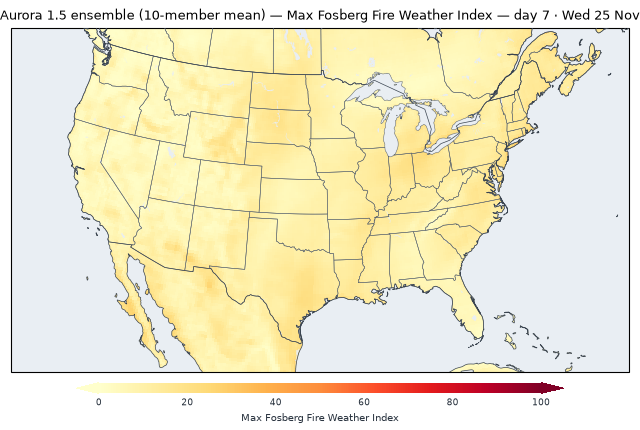 Aurora 1.5 ensemble (10-member mean) — Max Fosberg Fire Weather Index — day 7 · Wed 25 Nov
0 20 40 60 80 100
Max Fosberg Fire Weather Index